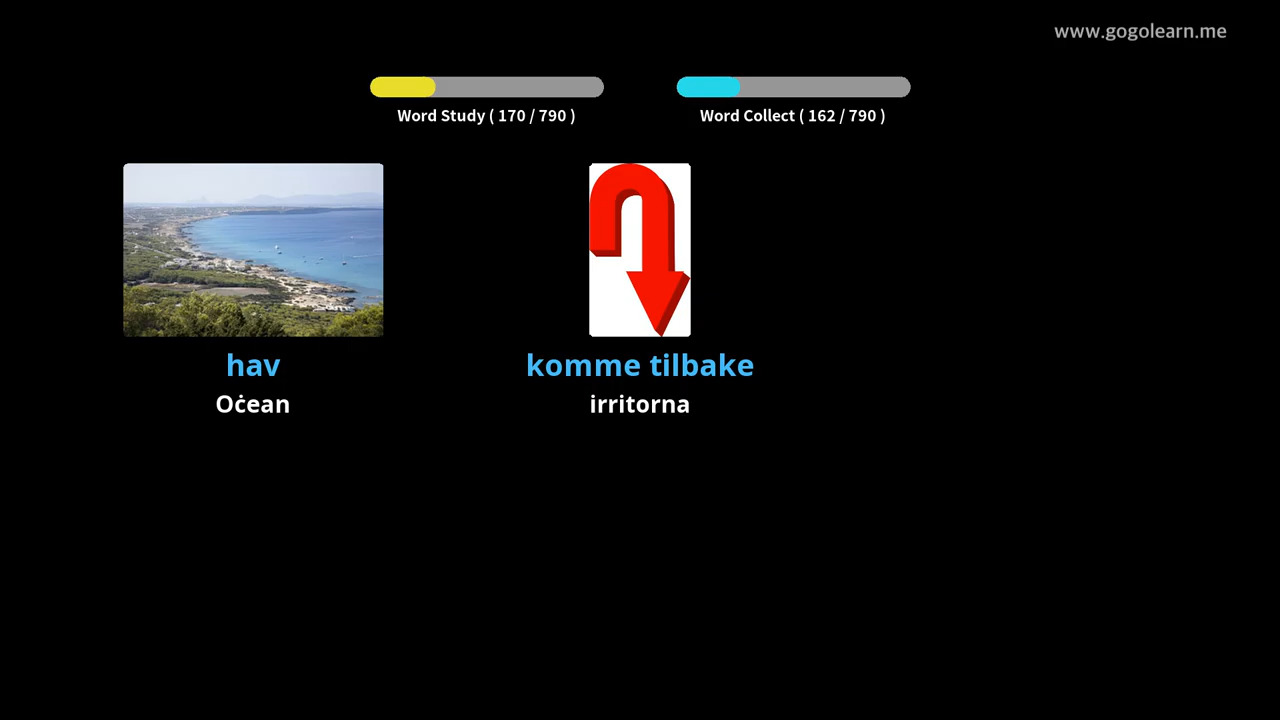 www.gogolearn.me
Word Study ( 170 / 790 )
Word Collect ( 162 / 790 )
hav
Oċean
komme tilbake
irritorna